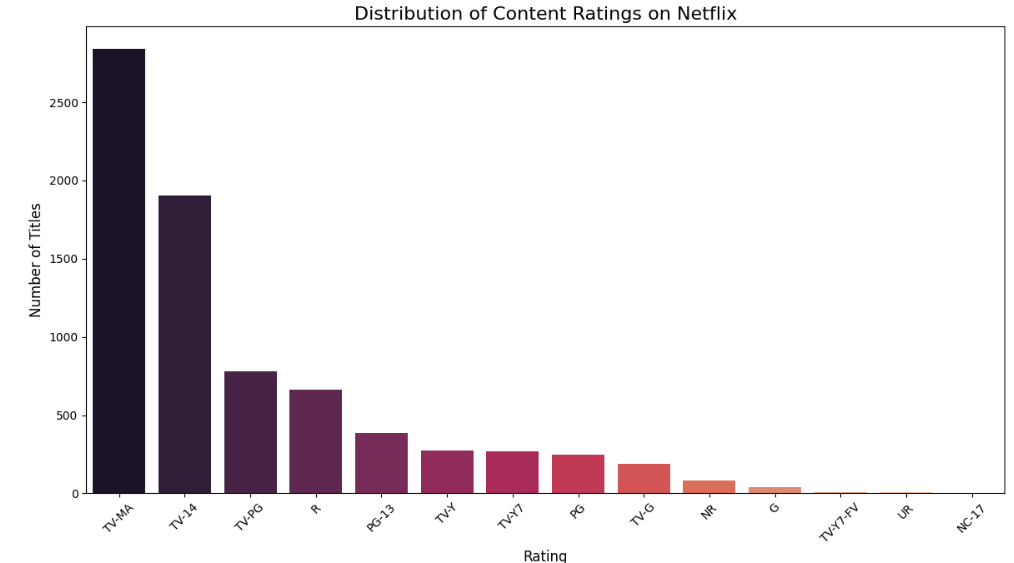 Distribution of Content Ratings on Netflix
Number of Titles
2500
2000
1500
1000
500
0
TV-MA
TV-14
TV-PG
R
PG-13
TV-Y
TV-Y7
PG
TV-G
NR
G
TV-Y7-FV
UR
NC-17
Rating